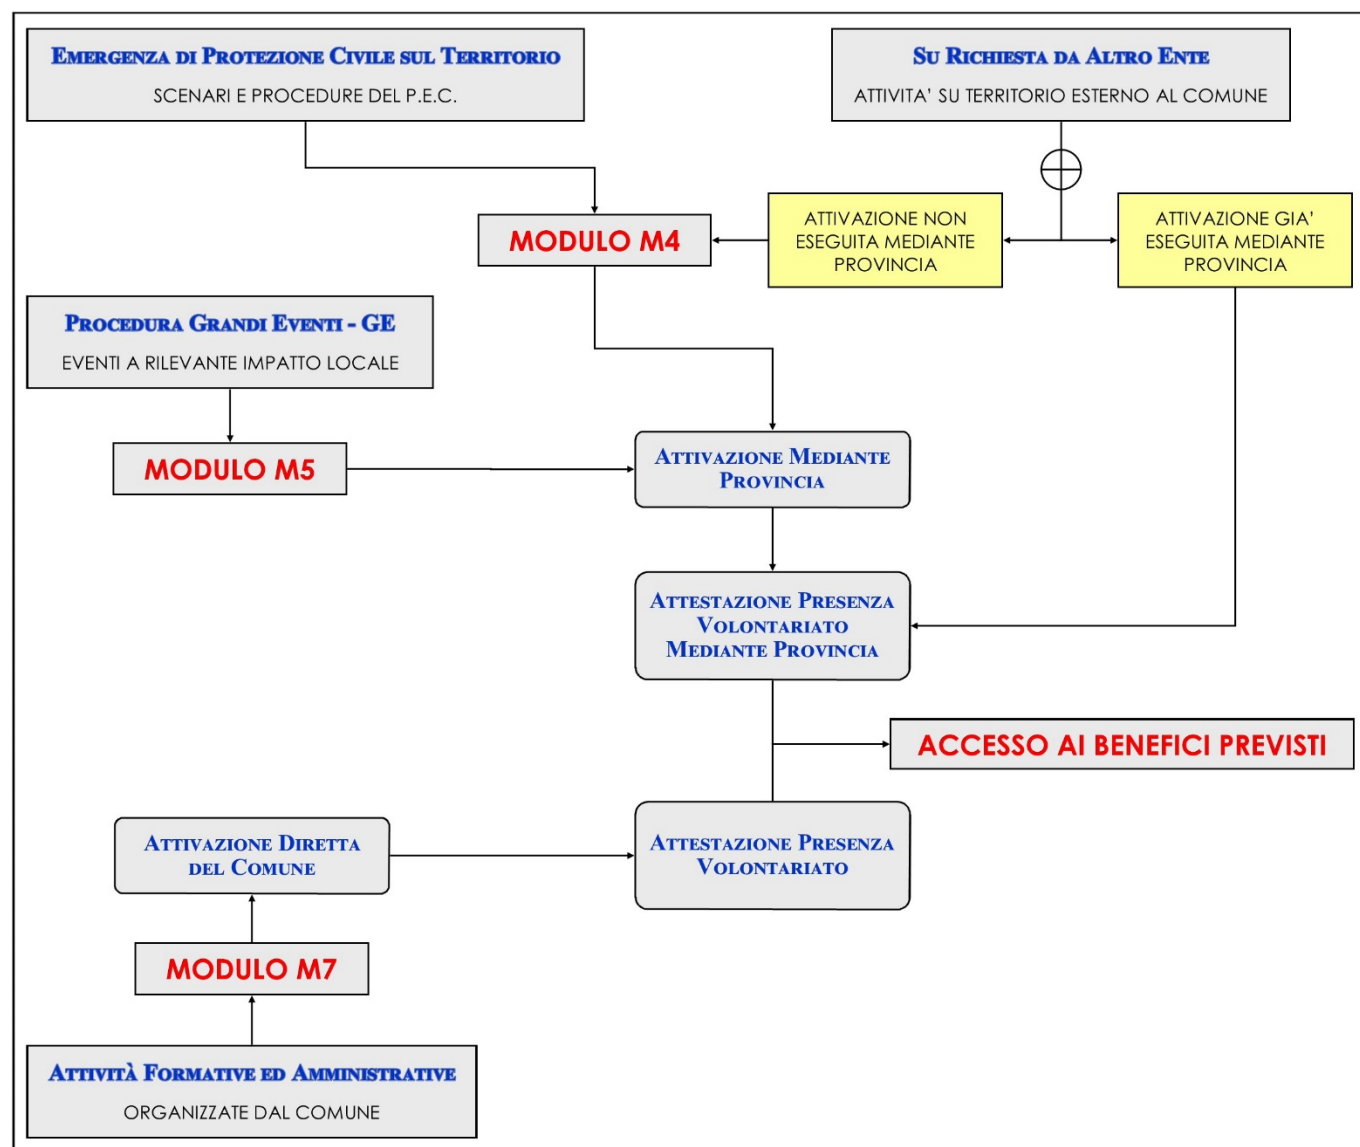 EMERGENZA DI PROTEZIONE CIVILE SUL TERRITORIO
SCENARI E PROCEDURE DEL P.E.C.
SU RICHIESTA DA ALTRO ENTE
ATTIVITA' SU TERRITORIO ESTERNO AL COMUNE
MODULO M4
ATTIVAZIONE NON
ESEGUITA MEDIANTE
PROVINCIA
ATTIVAZIONE GIA'
ESEGUITA MEDIANTE
PROVINCIA
PROCEDURA GRANDI EVENTI - GE
EVENTI A RILEVANTE IMPATTO LOCALE
MODULO M5
ATTIVAZIONE MEDIANTE
PROVINCIA
ATTESTAZIONE PRESENZA
VOLONTARIATO
MEDIANTE PROVINCIA
ACCESSO AI BENEFICI PREVISTI
ATTIVAZIONE DIRETTA
DEL COMUNE
ATTESTAZIONE PRESENZA
VOLONTARIATO
MODULO M7
ATTIVITÀ FORMATIVE ED AMMINISTRATIVE
ORGANIZZATE DAL COMUNE